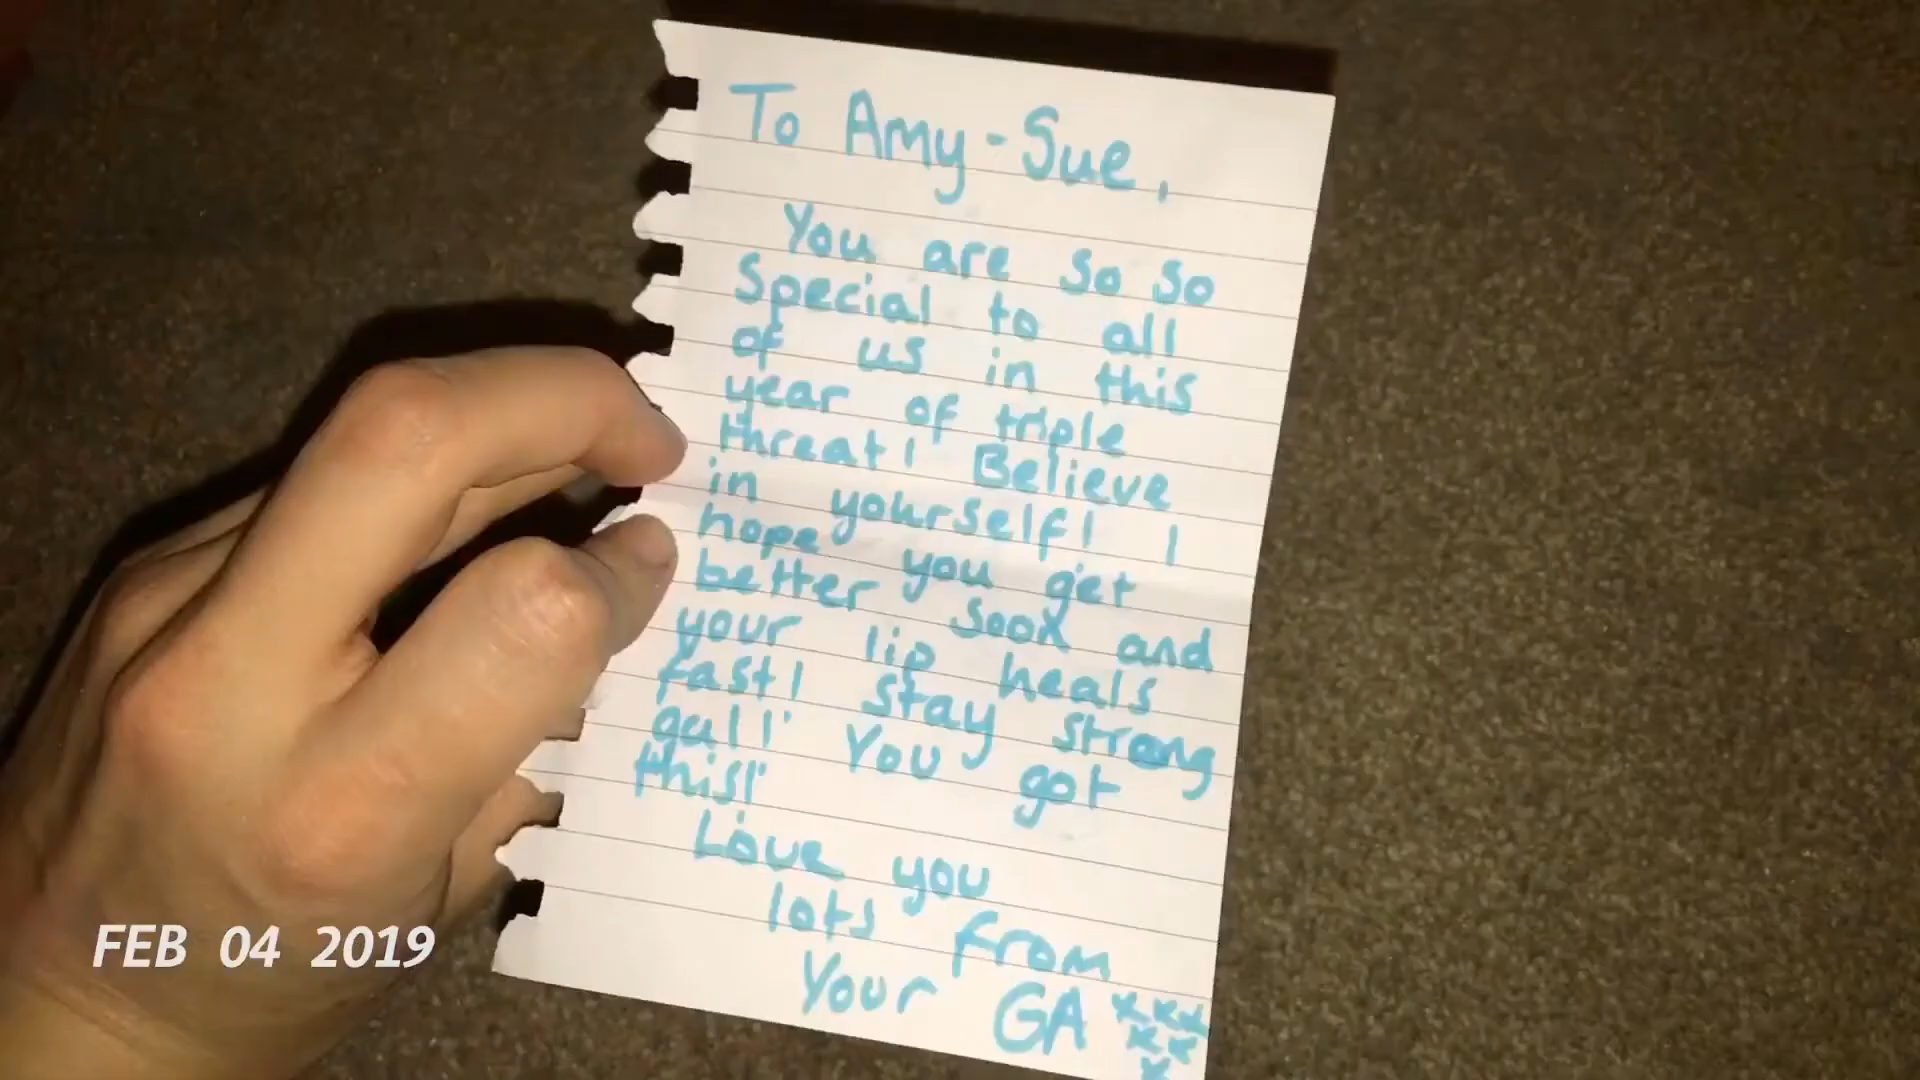 To Amy-Sue,
You are so so
special to all
of us in this
year of triple
threat! Believe
in yourself! I
hope you get
better soon and
your lip heals
fast! Stay strong
gal! You got
this!
Love you
lots from
Your GA xxx
xx
x
FEB 04 2019